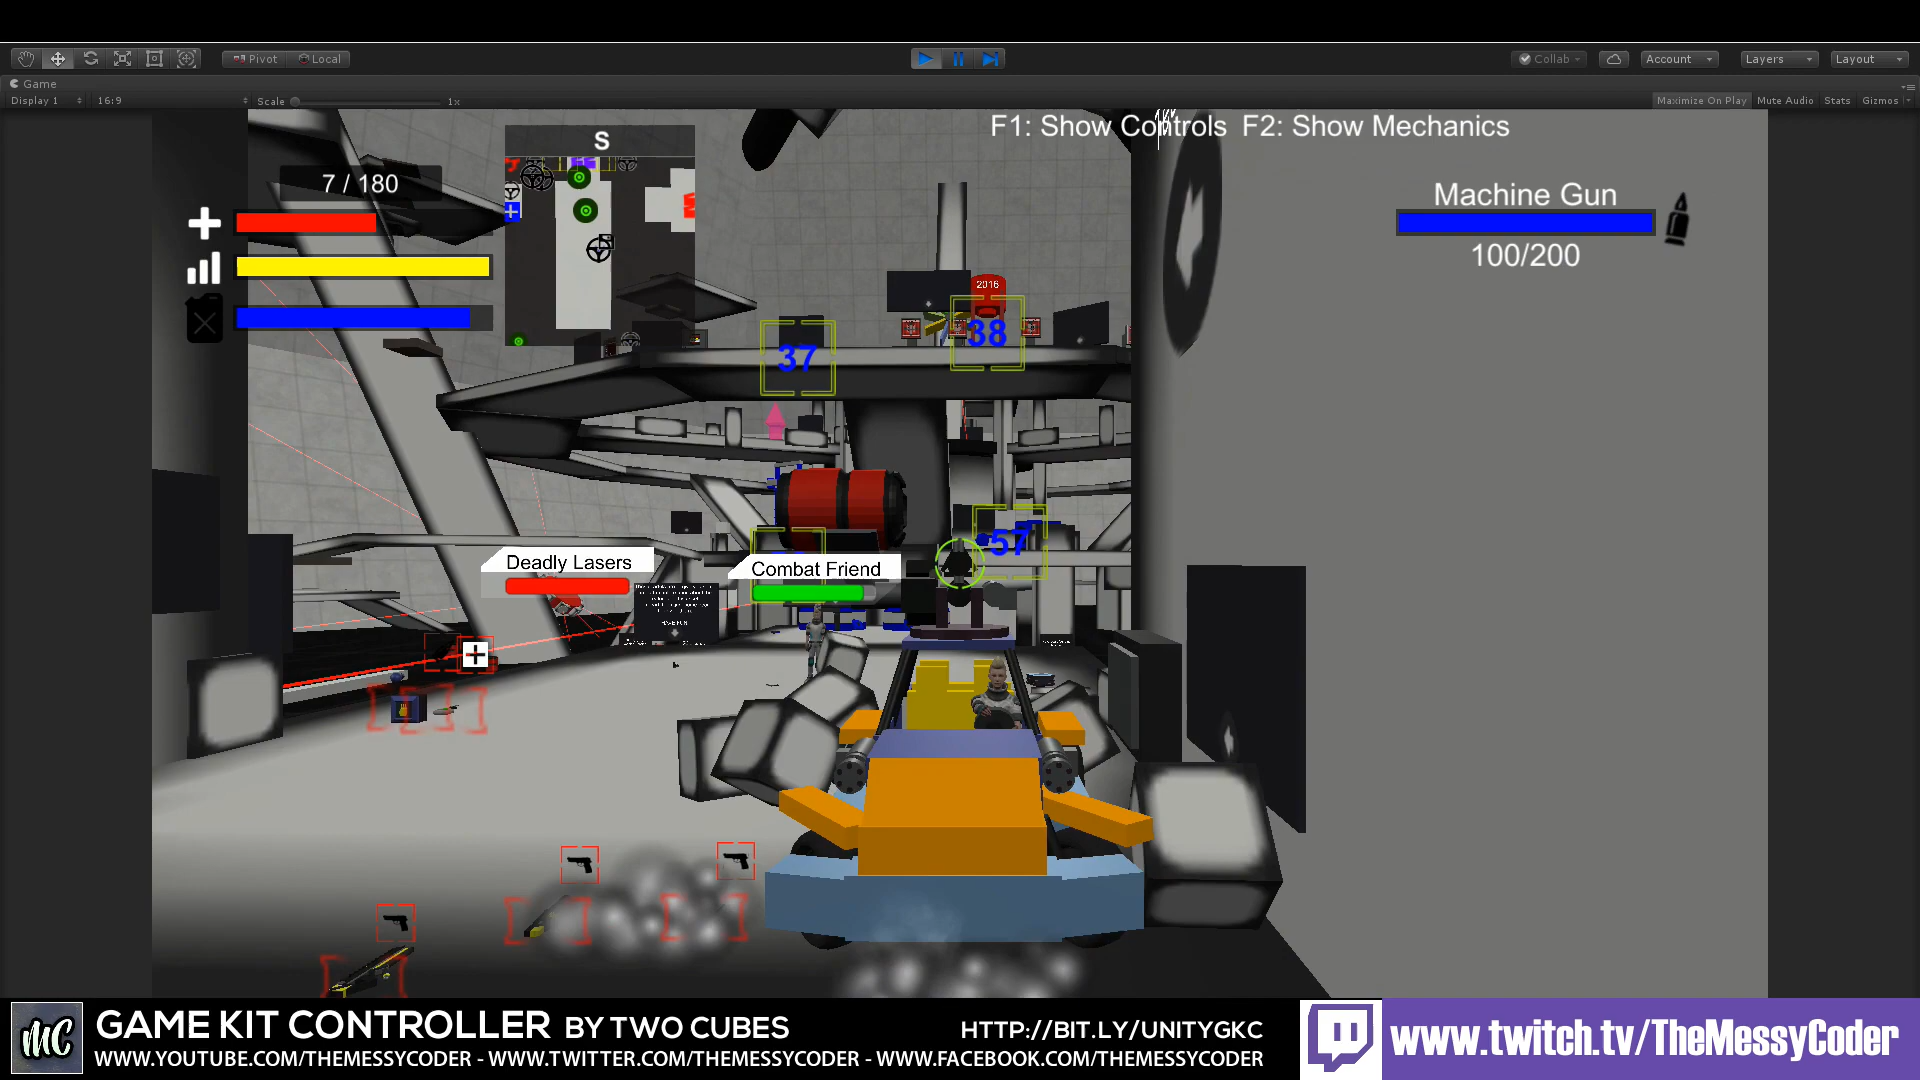 Pivot Local
Collab Account Layers Layout
Game
Display 1 16:9 Scale 1x
Maximize On Play Mute Audio Stats Gizmos
S
F1: Show Controls F2: Show Mechanics
7 / 180
Machine Gun
100/200
2016
37
38
57
Deadly Lasers
Combat Friend
HAVE FUN
MC
GAME KIT CONTROLLER BY TWO CUBES
HTTP://BIT.LY/UNITYGKC
WWW.YOUTUBE.COM/THEMESSYCODER - WWW.TWITTER.COM/THEMESSYCODER - WWW.FACEBOOK.COM/THEMESSYCODER
www.twitch.tv/TheMessyCoder